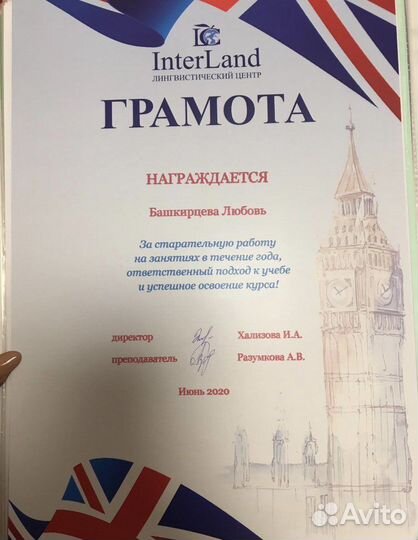 InterLand
ЛИНГВИСТИЧЕСКИЙ ЦЕНТР
ГРАМОТА
НАГРАЖДАЕТСЯ
Башкирцева Любовь
За старательную работу
на занятиях в течение года,
ответственный подход к учебе
и успешное освоение курса!
директор Хализова И.А.
преподаватель Разумкова А.В.
Июнь 2020
Avito